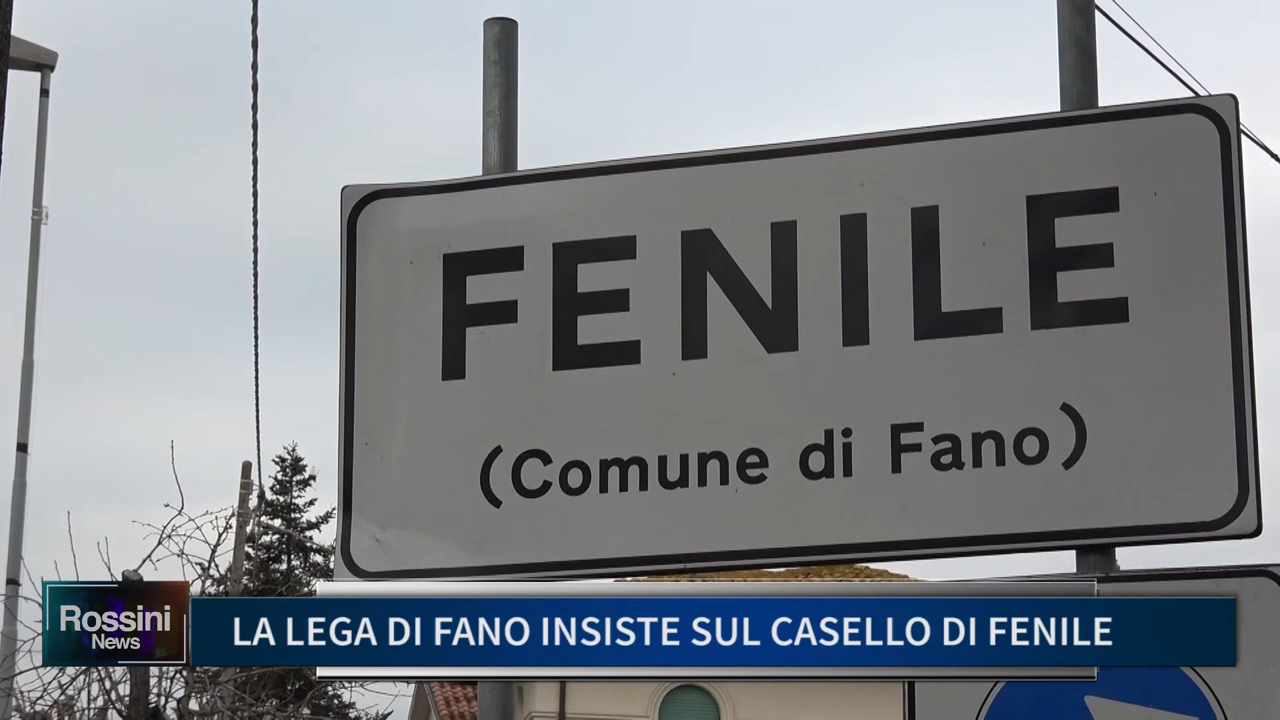 FENILE
(Comune di Fano)
Rossini
News
LA LEGA DI FANO INSISTE SUL CASELLO DI FENILE